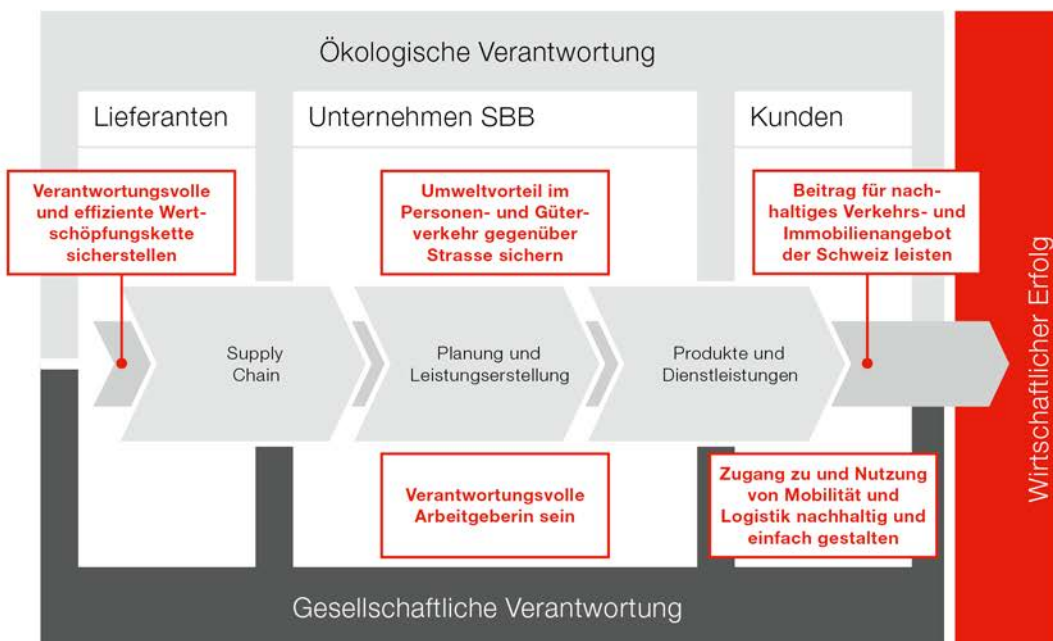 Ökologische Verantwortung
Lieferanten
Unternehmen SBB
Kunden
Verantwortungsvolle
und effiziente Wert-
schöpfungskette
sicherstellen
Umweltvorteil im
Personen- und Güter-
verkehr gegenüber
Strasse sichern
Beitrag für nach-
haltiges Verkehrs- und
Immobilienangebot
der Schweiz leisten
Supply
Chain
Planung und
Leistungserstellung
Produkte und
Dienstleistungen
Verantwortungsvolle
Arbeitgeberin sein
Zugang zu und Nutzung
von Mobilität und
Logistik nachhaltig und
einfach gestalten
Gesellschaftliche Verantwortung
Wirtschaftlicher Erfolg